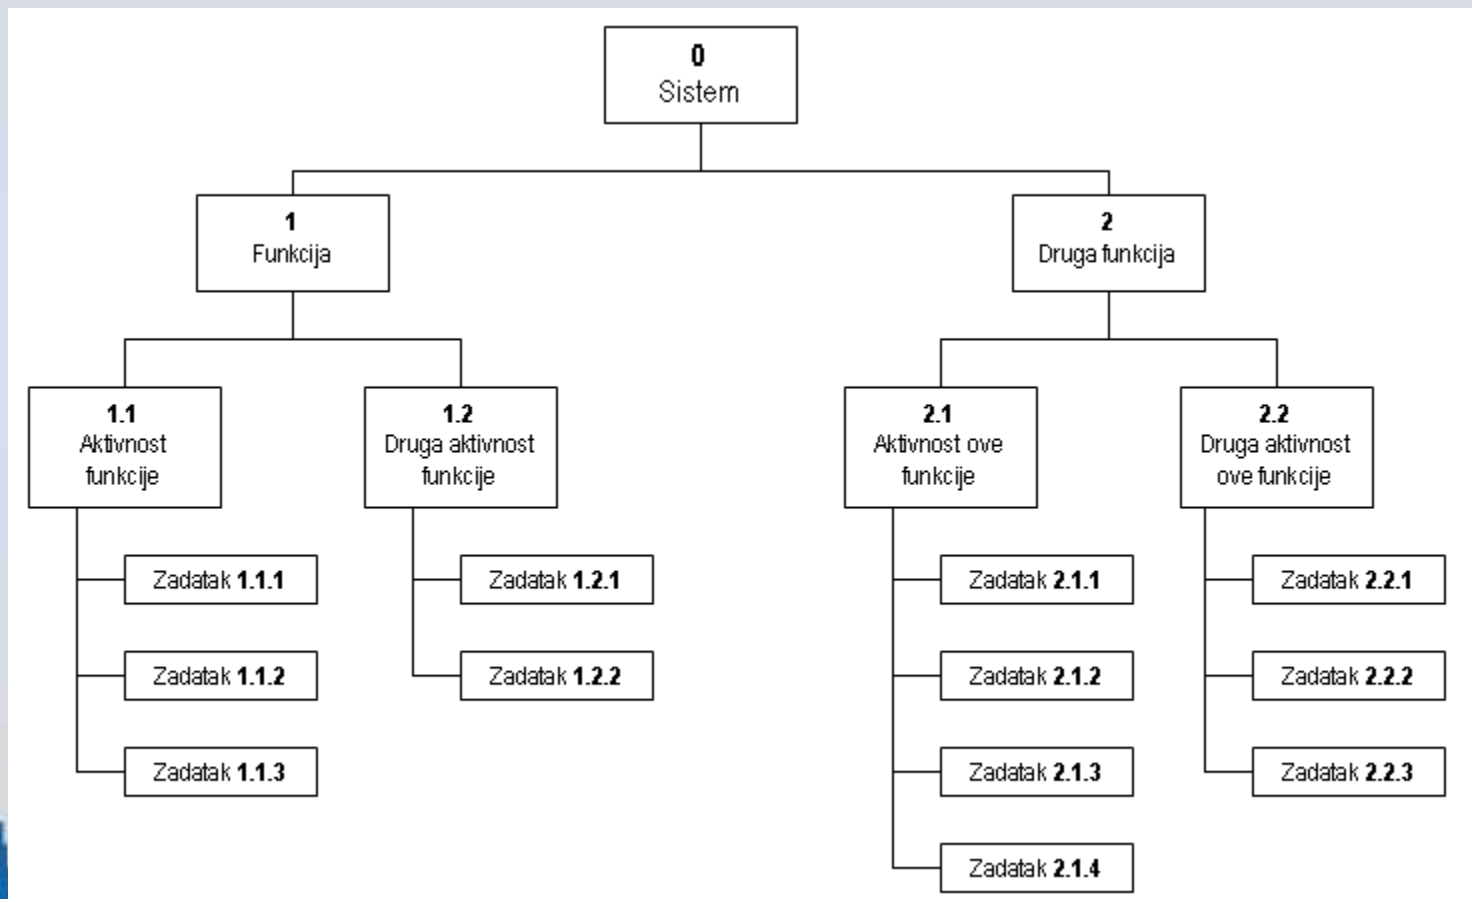 0
Sistem
1
Funkcija
2
Druga funkcija
1.1
Aktivnost
funkcije
1.2
Druga aktivnost
funkcije
2.1
Aktivnost ove
funkcije
2.2
Druga aktivnost
ove funkcije
Zadatak 1.1.1
Zadatak 1.2.1
Zadatak 2.1.1
Zadatak 2.2.1
Zadatak 1.1.2
Zadatak 1.2.2
Zadatak 2.1.2
Zadatak 2.2.2
Zadatak 1.1.3
Zadatak 2.1.3
Zadatak 2.2.3
Zadatak 2.1.4